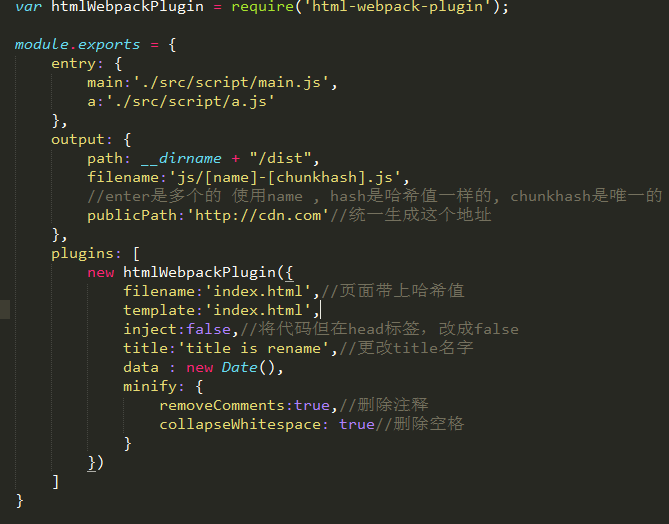 var htmlWebpackPlugin = require('html-webpack-plugin');
module.exports = {
    entry: {
        main:'./src/script/main.js',
        a:'./src/script/a.js'
    },
    output: {
        path: __dirname + "/dist",
        filename:'js/[name]-[chunkhash].js',
        //enter是多个的 使用name , hash是哈希值一样的, chunkhash是唯一的
        publicPath:'http://cdn.com'//统一生成这个地址
    },
    plugins: [
        new htmlWebpackPlugin({
            filename:'index.html',//页面带上哈希值
            template:'index.html',
            inject:false,//将代码但在head标签，改成false
            title:'title is rename',//更改title名字
            data : new Date(),
            minify: {
                removeComments:true,//删除注释
                collapseWhitespace: true//删除空格
            }
        })
    ]
}